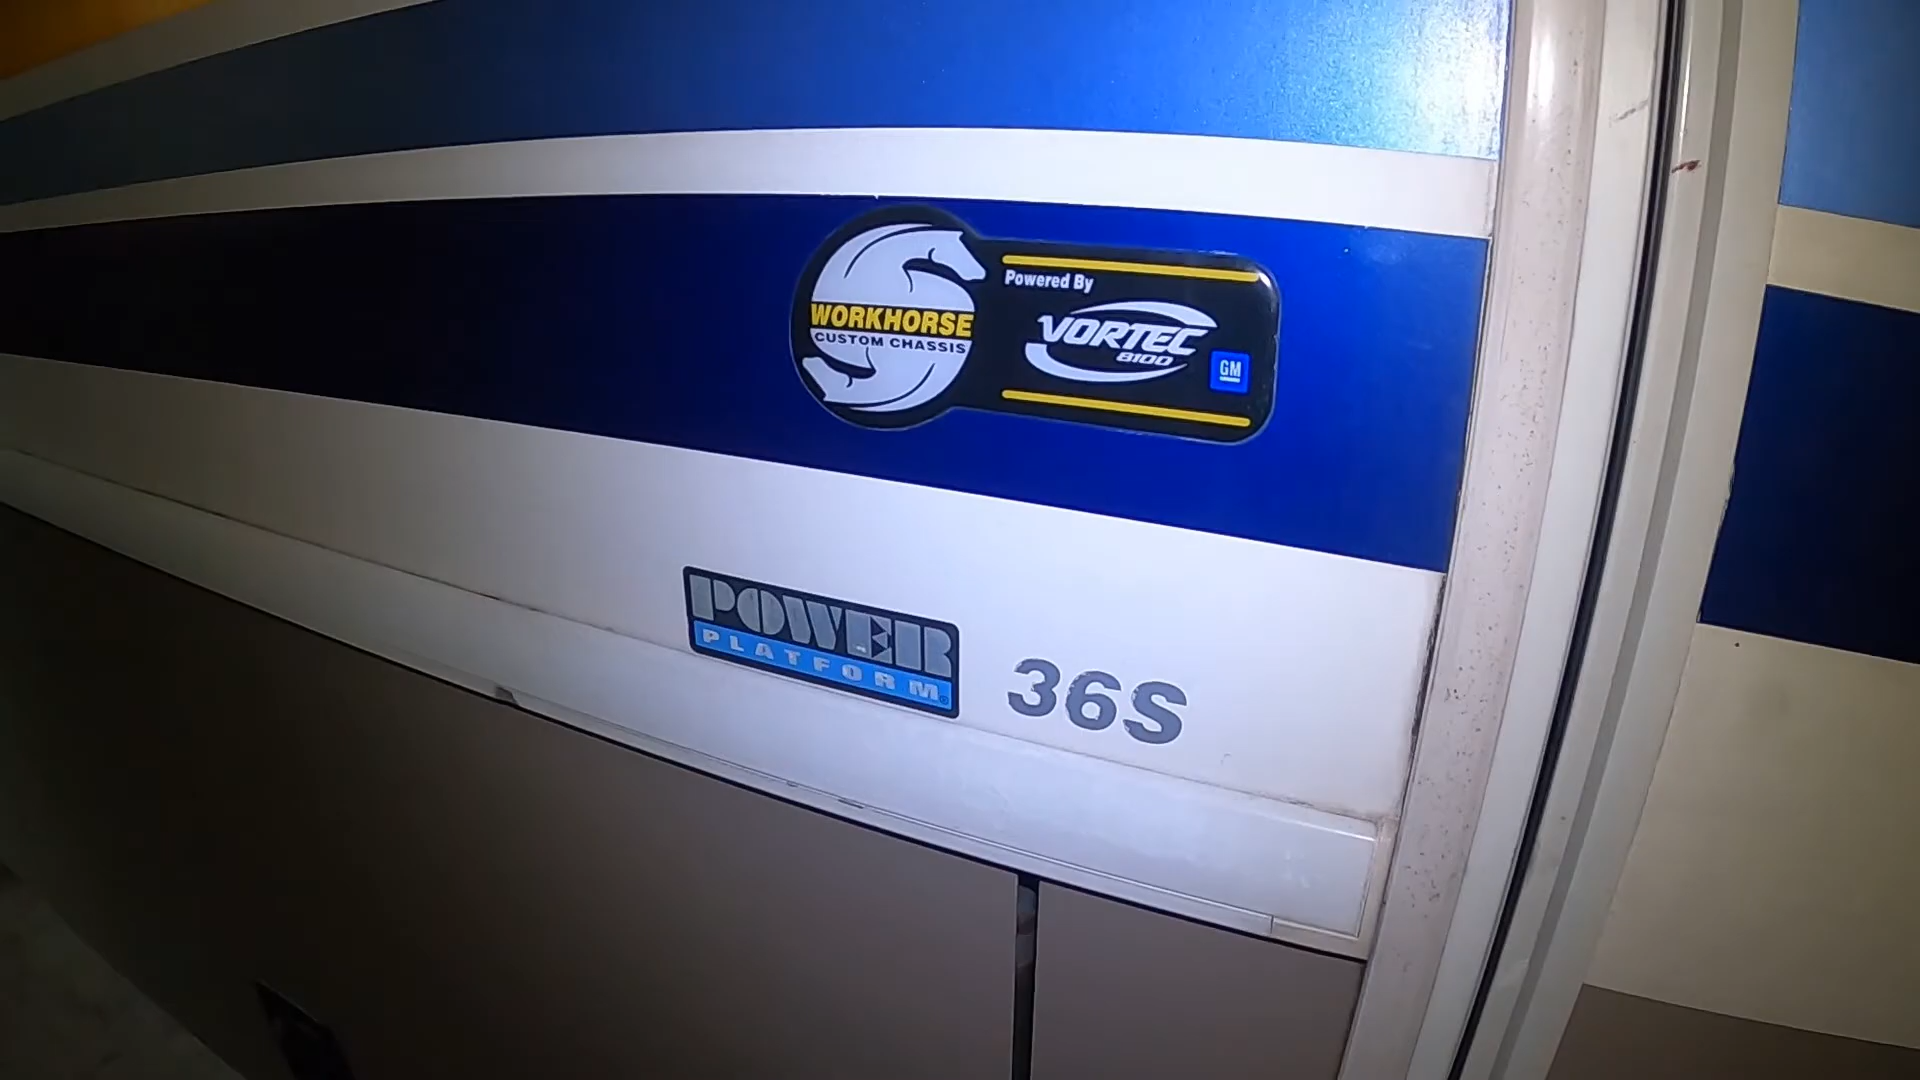 WORKHORSE
CUSTOM CHASSIS
Powered By
VORTEC
8100
GM
POWER
PLATFORM®
36S